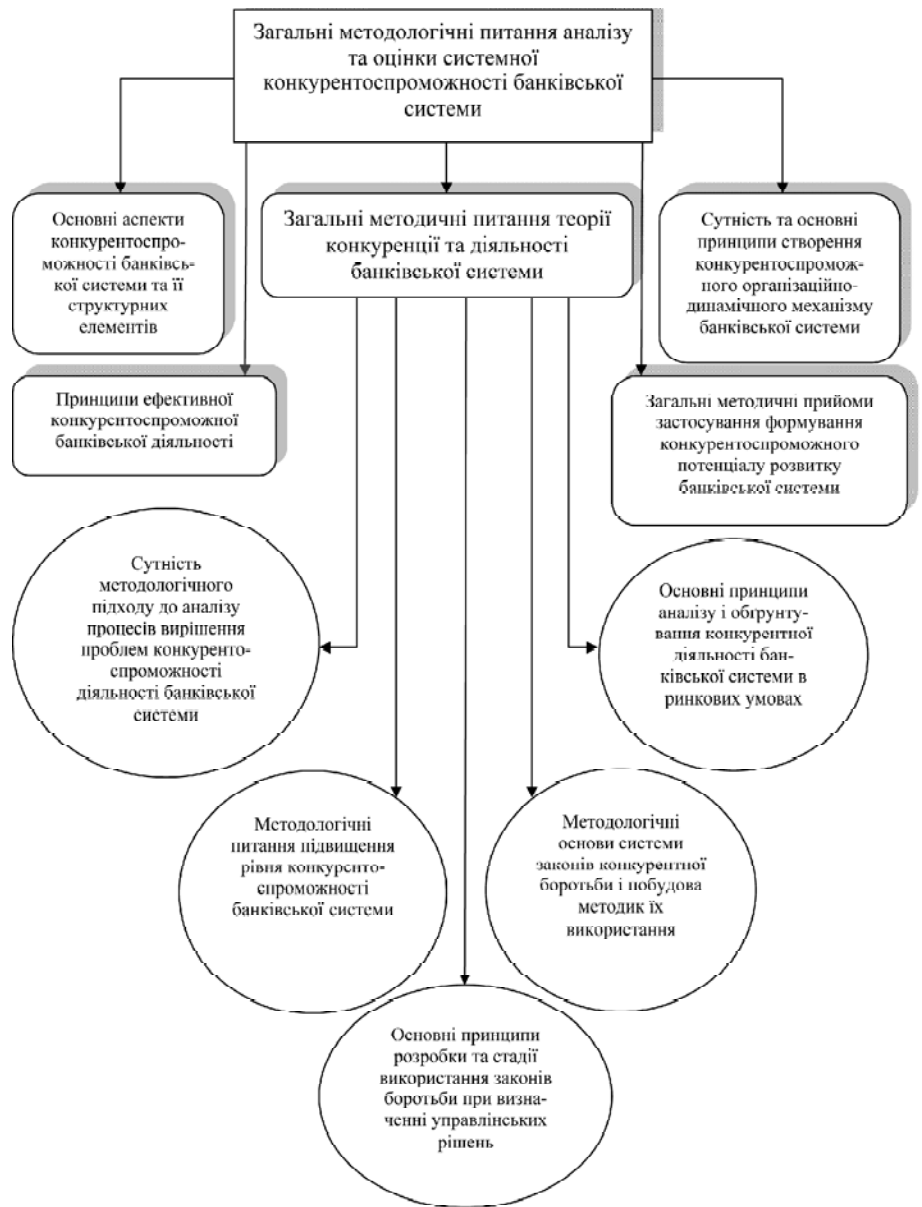 Загальні методологічні питання аналізу
та оцінки системної
конкурентоспроможності банківської
системи
Основні аспекти
конкурентоспро-
можності банківсь-
кої системи та її
структурних
елементів
Загальні методичні питання теорії
конкуренції та діяльності
банківської системи
Сутність та основні
принципи створення
конкурентоспромож-
ного організаційно-
динамічного механізму
банківської системи
Принципи ефективної
конкурентоспроможної
банківської діяльності
Загальні методичні прийоми
застосування формування
конкурентоспроможного
потенціалу розвитку
банківської системи
Сутність
методологічного
підходу до аналізу
процесів вирішення
проблем конкуренто-
спроможності
діяльності банківської
системи
Основні принципи
аналізу і обґрунту-
вання конкурентної
діяльності бан-
ківської системи в
ринкових умовах
Методологічні
питання підвищення
рівня конкуренто-
спроможності
банківської системи
Методологічні
основи системи
законів конкурентної
боротьби і побудова
методик їх
використання
Основні принципи
розробки та стадії
використання законів
боротьби при визна-
ченні управлінських
рішень